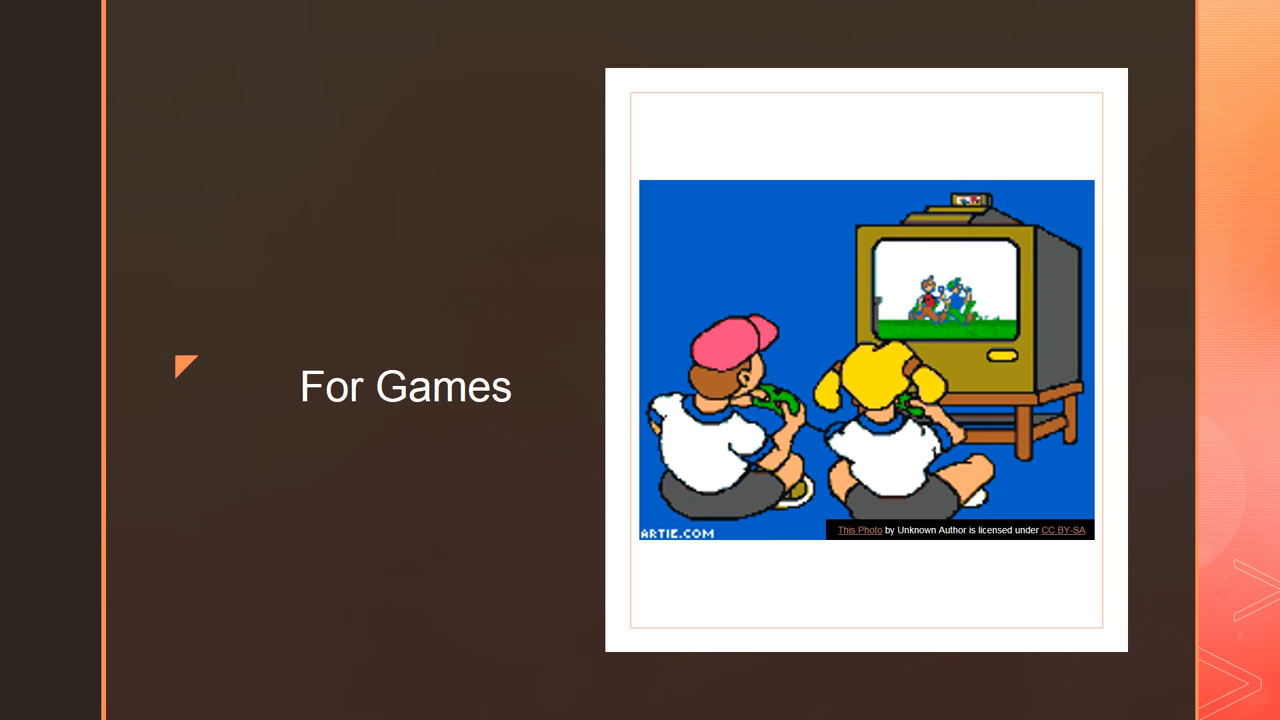 For Games
ARTIE.COM
This Photo by Unknown Author is licensed under CC BY-SA